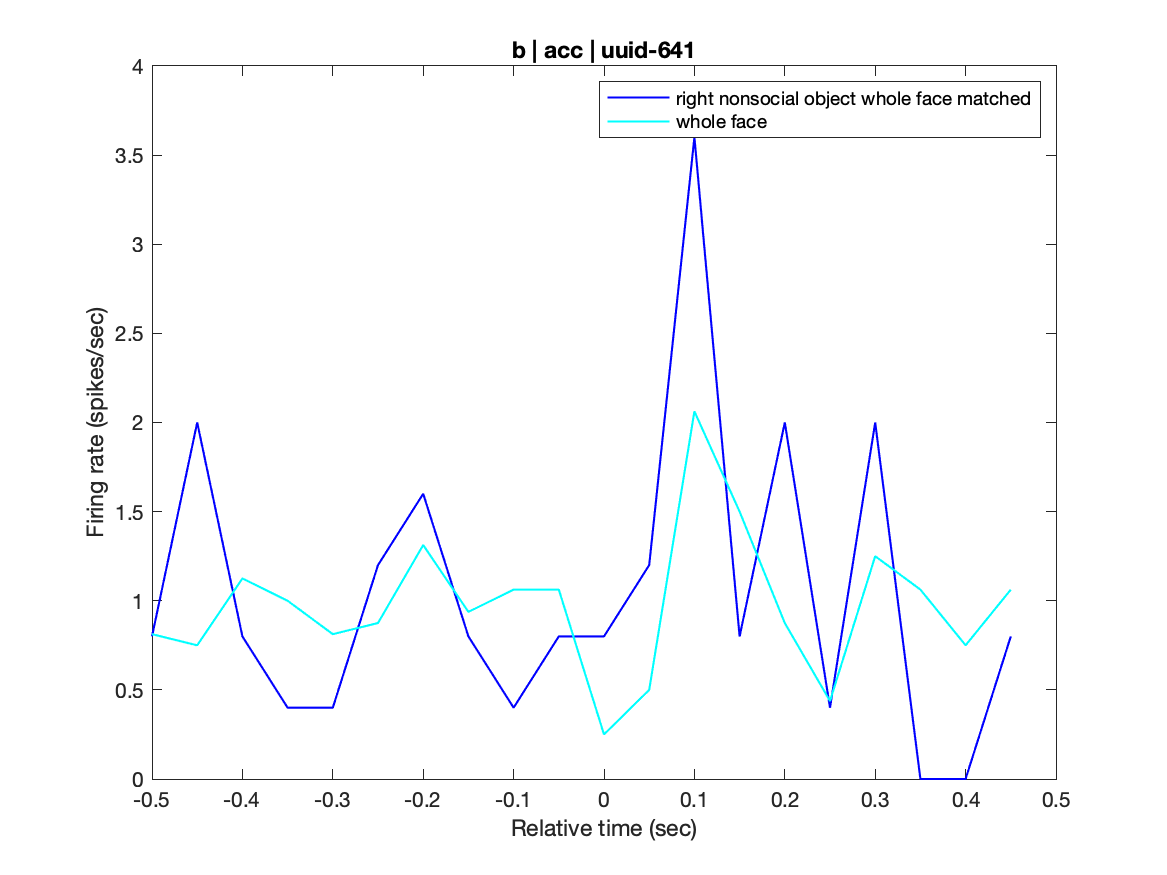 b | acc | uuid-641
right nonsocial object whole face matched
whole face
4
3.5
3
2.5
2
1.5
1
0.5
0
Firing rate (spikes/sec)
-0.5 -0.4 -0.3 -0.2 -0.1 0 0.1 0.2 0.3 0.4 0.5
Relative time (sec)